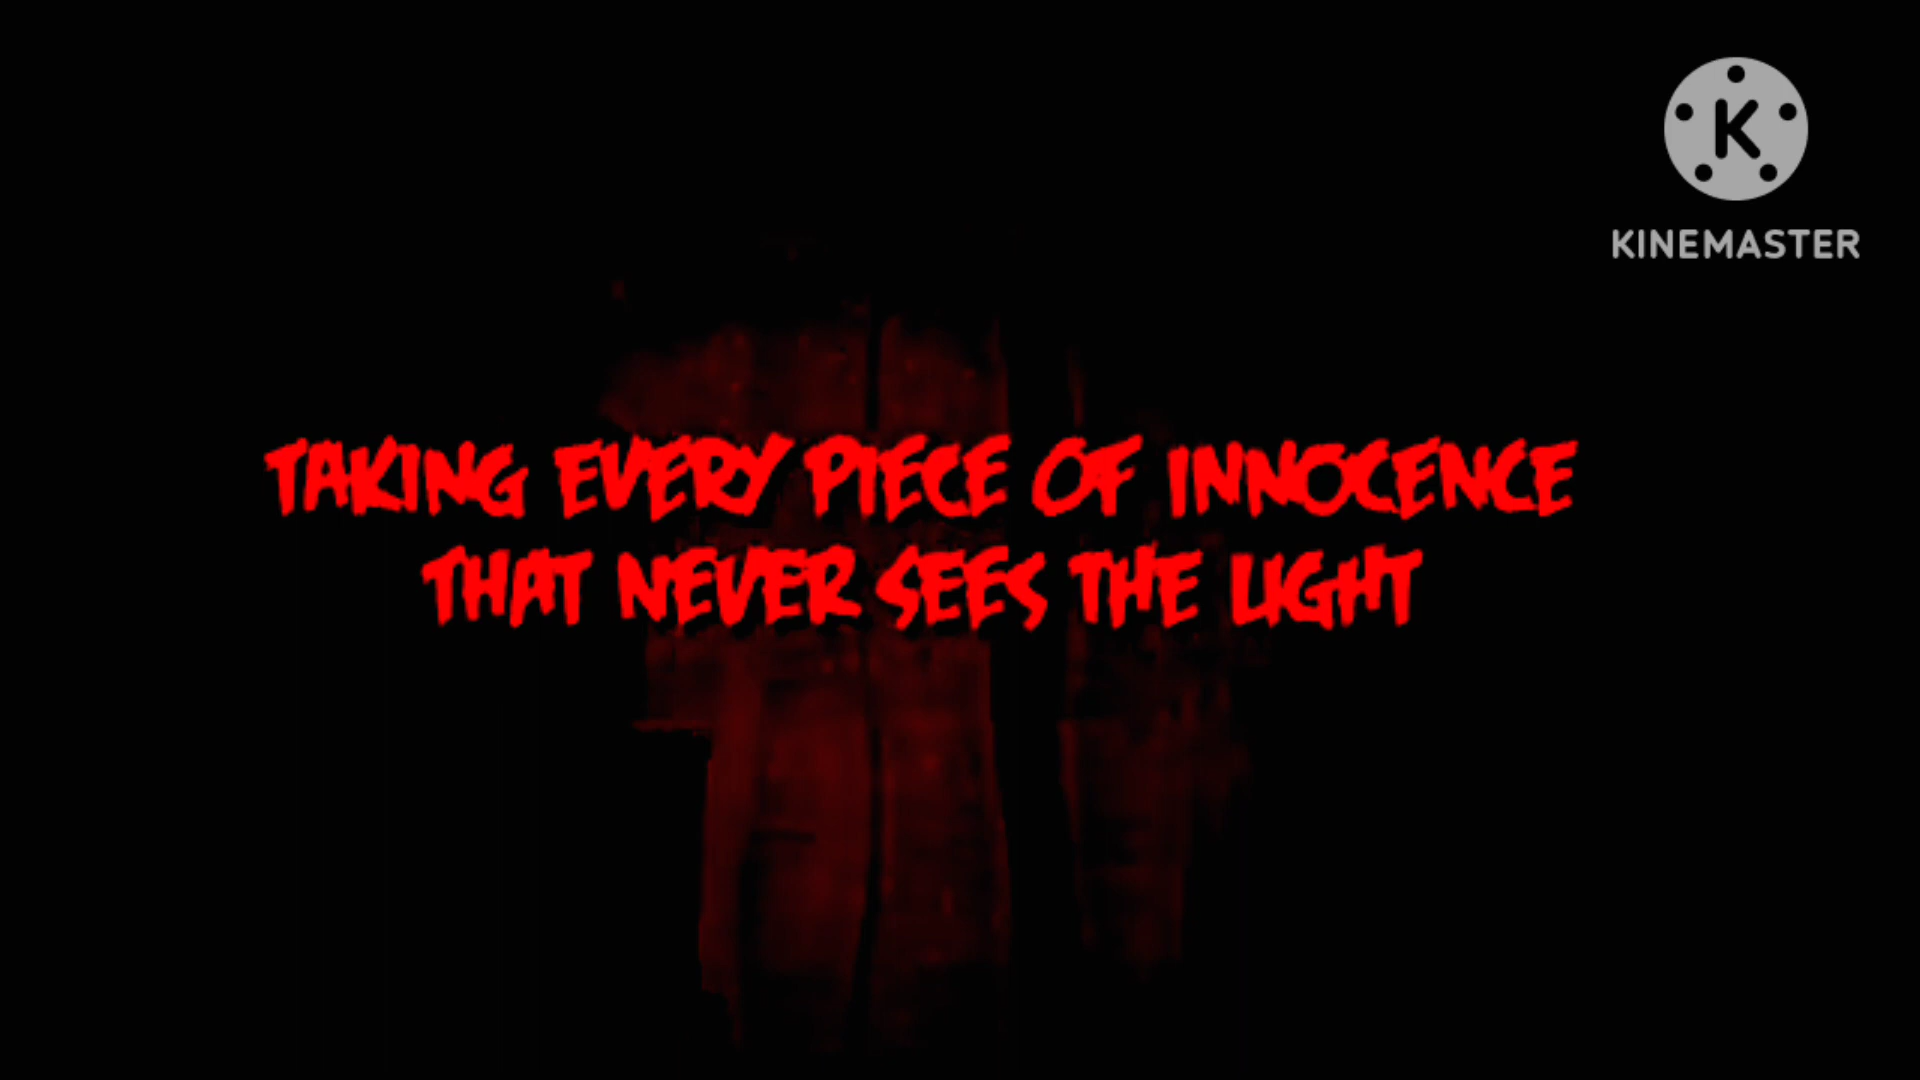 K
KINEMASTER
TAKING EVERY PIECE OF INNOCENCE
THAT NEVER SEES THE LIGHT